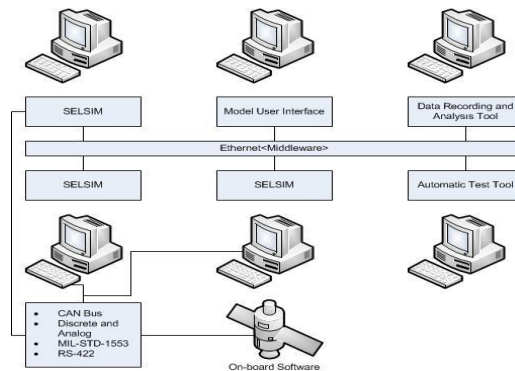 SELSIM
Model User Interface
Data Recording and
Analysis Tool
Ethernet<Middleware>
SELSIM
SELSIM
Automatic Test Tool
• CAN Bus
• Discrete and
Analog
• MIL-STD-1553
• RS-422
On-board Software